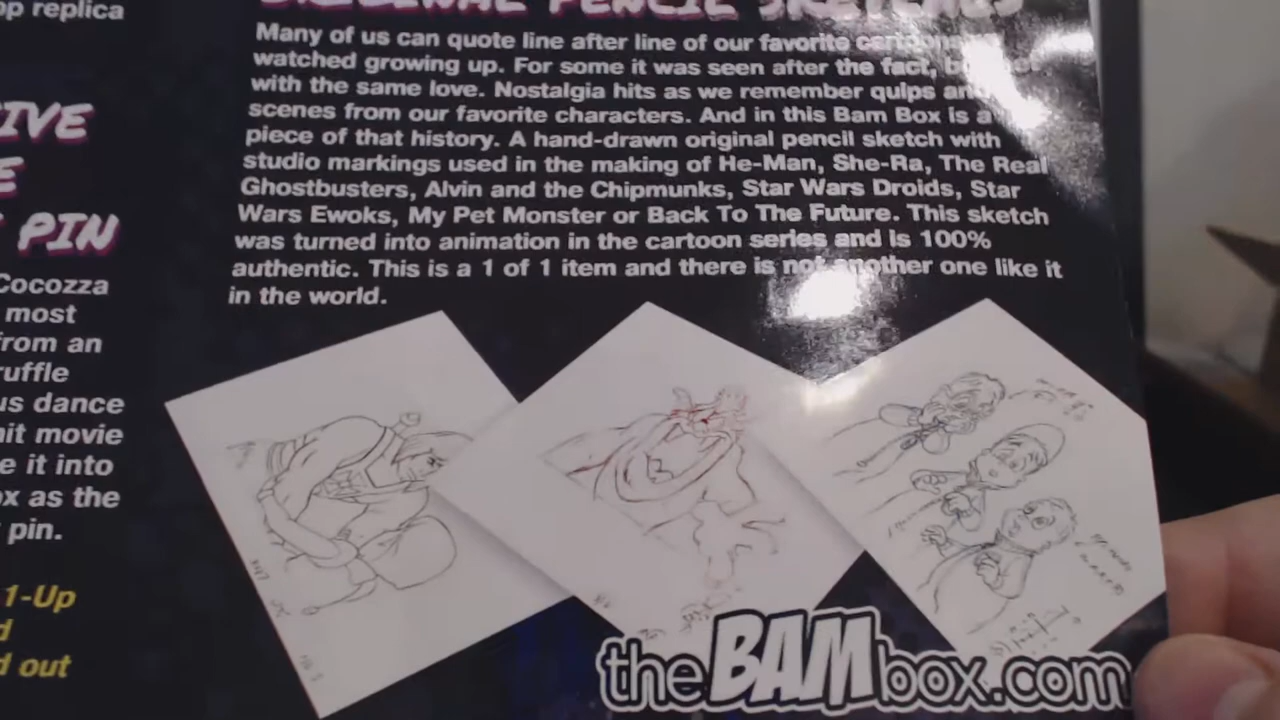 op replica
IVE
E
PIN
Cocozza
most
from an
ruffle
us dance
hit movie
e it into
ox as the
pin.
1-Up
d
d out
ORIGINAL PENCIL SKETCHES
Many of us can quote line after line of our favorite cartoons
watched growing up. For some it was seen after the fact,
with the same love. Nostalgia hits as we remember quips and
scenes from our favorite characters. And in this Bam Box is a
piece of that history. A hand-drawn original pencil sketch with
studio markings used in the making of He-Man, She-Ra, The Real
Ghostbusters, Alvin and the Chipmunks, Star Wars Droids, Star
Wars Ewoks, My Pet Monster or Back To The Future. This sketch
was turned into animation in the cartoon series and is 100%
authentic. This is a 1 of 1 item and there is not another one like it
in the world.
theBAMbox.com